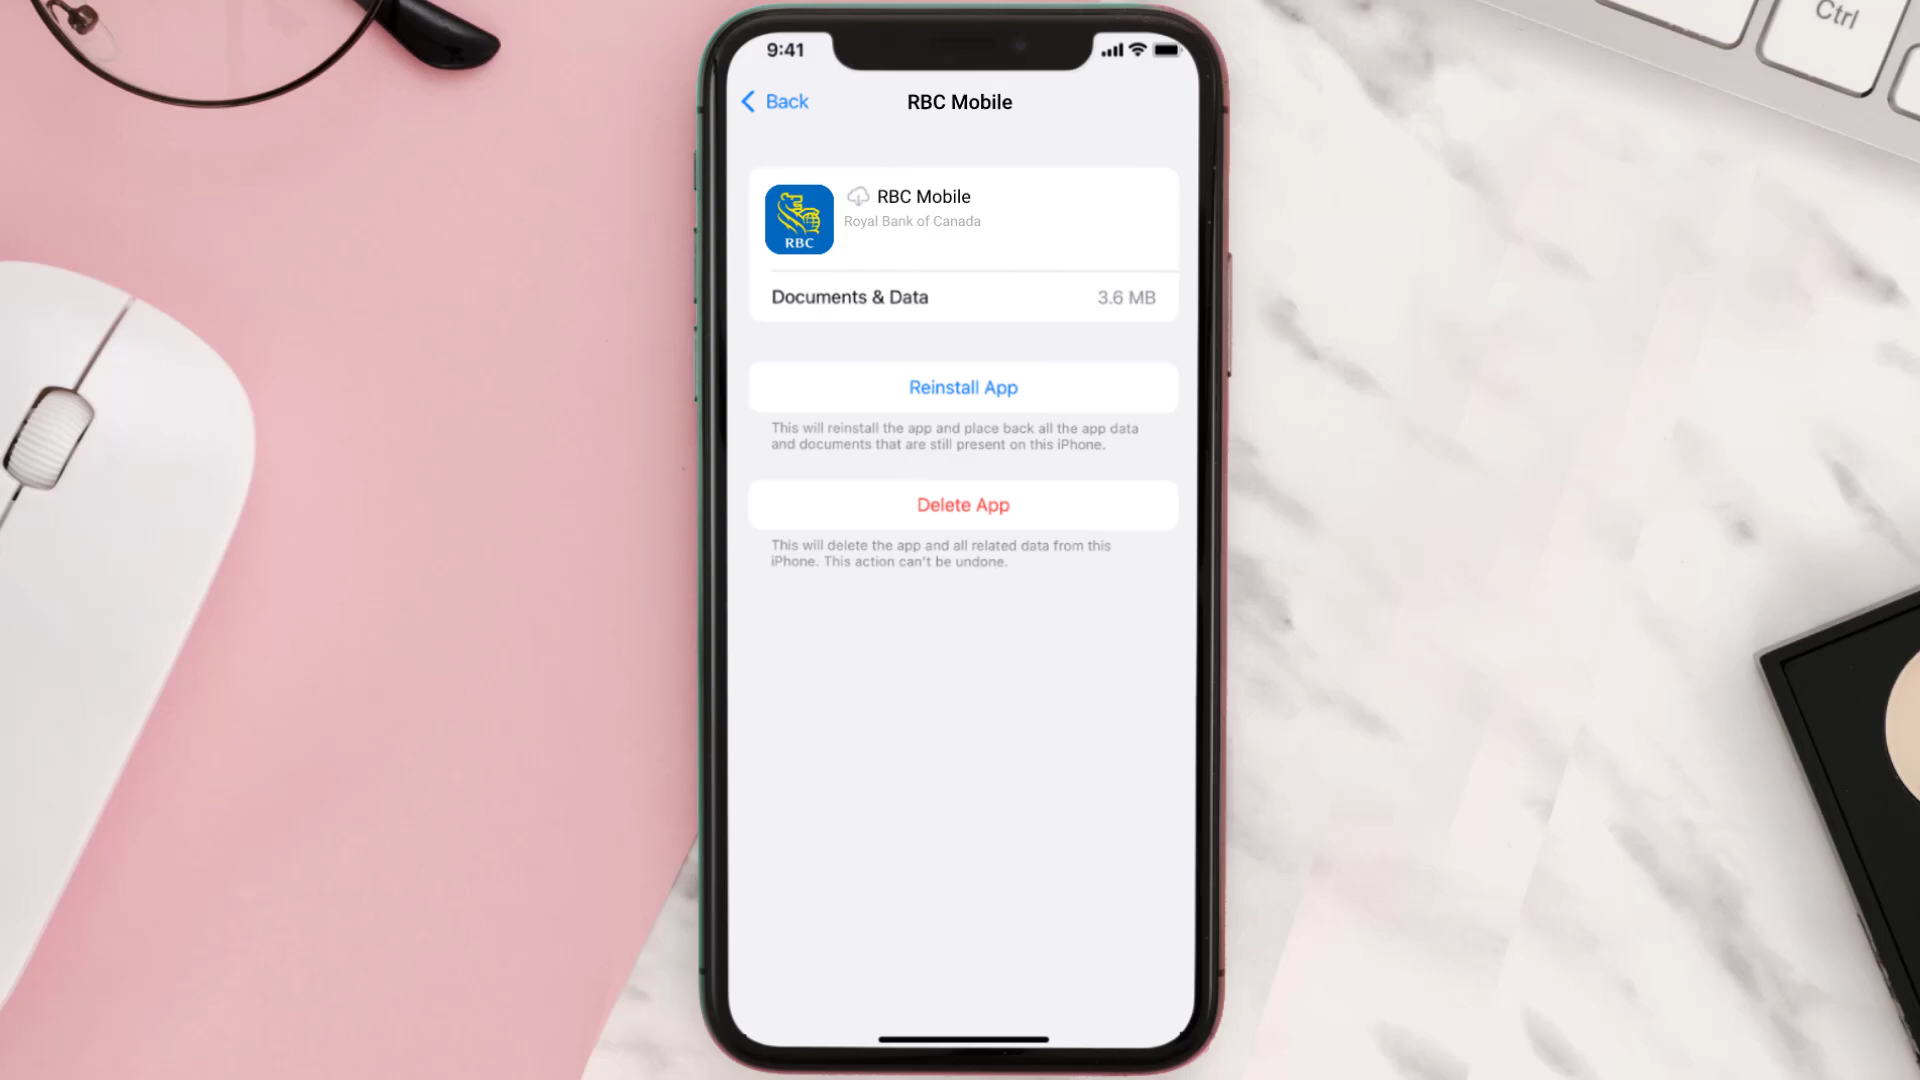 Ctrl
9:41
Back
RBC Mobile
RBC Mobile
Royal Bank of Canada
RBC
Documents & Data
3.6 MB
Reinstall App
This will reinstall the app and place back all the app data
and documents that are still present on this iPhone.
Delete App
This will delete the app and all related data from this
iPhone. This action can't be undone.